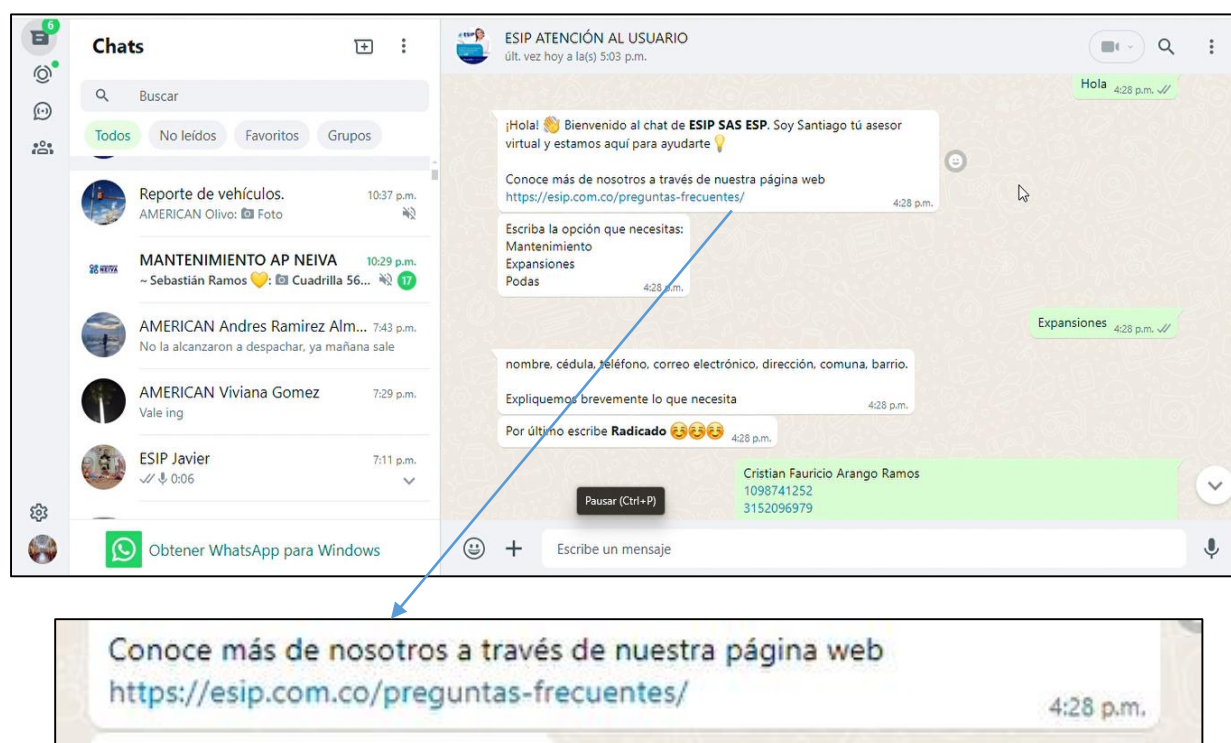 6
Chats
Buscar
Todos
No leídos
Favoritos
Grupos
Reporte de vehículos.
10:37 p.m.
AMERICAN Olivo: Foto
MANTENIMIENTO AP NEIVA
10:29 p.m.
~ Sebastián Ramos 💛: Cuadrilla 56...
17
AMERICAN Andres Ramirez Alm...
7:43 p.m.
No la alcanzaron a despachar, ya mañana sale
AMERICAN Viviana Gomez
7:29 p.m.
Vale ing
ESIP Javier
7:11 p.m.
0:06
Obtener WhatsApp para Windows
ESIP ATENCIÓN AL USUARIO
últ. vez hoy a la(s) 5:03 p.m.
Hola 4:28 p.m.
¡Hola! 👋 Bienvenido al chat de ESIP SAS ESP. Soy Santiago tú asesor
virtual y estamos aquí para ayudarte 💡
Conoce más de nosotros a través de nuestra página web
https://esip.com.co/preguntas-frecuentes/
4:28 p.m.
Escriba la opción que necesitas:
Mantenimiento
Expansiones
Podas
4:28 p.m.
Expansiones 4:28 p.m.
nombre, cédula, teléfono, correo electrónico, dirección, comuna, barrio.
Expliquemos brevemente lo que necesita
4:28 p.m.
Por último escribe Radicado ☺️☺️☺️ 4:28 p.m.
Cristian Fauricio Arango Ramos
1098741252
3152096979
Pausar (Ctrl+P)
Escribe un mensaje
Conoce más de nosotros a través de nuestra página web
https://esip.com.co/preguntas-frecuentes/
4:28 p.m.